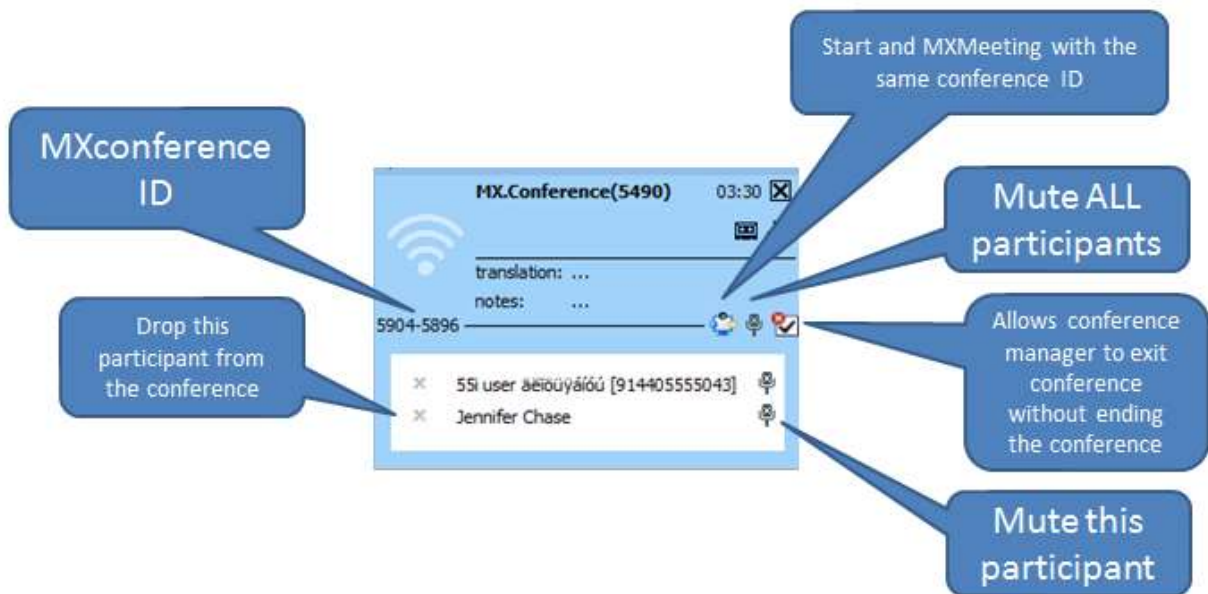 Start and MXMeeting with the
same conference ID
MXconference
ID
MX.Conference(5490) 03:30
Mute ALL
participants
translation: ...
notes: ...
5904-5896
Drop this
participant from
the conference
Allows conference
manager to exit
conference
without ending
the conference
55i user äëïöüÿáíóú [914405555043]
Jennifer Chase
Mute this
participant